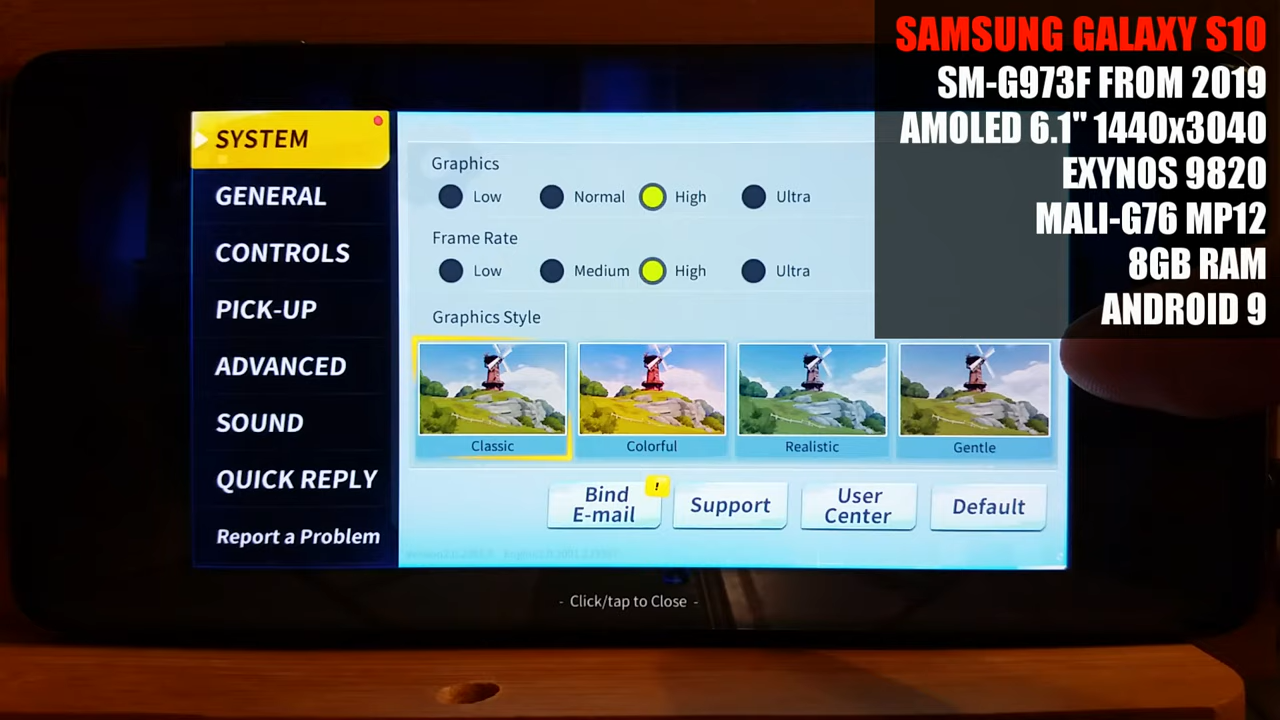 SAMSUNG GALAXY S10
SM-G973F FROM 2019
AMOLED 6.1" 1440x3040
EXYNOS 9820
MALI-G76 MP12
8GB RAM
ANDROID 9
SYSTEM
GENERAL
CONTROLS
PICK-UP
ADVANCED
SOUND
QUICK REPLY
Report a Problem
Graphics
Low Normal High Ultra
Frame Rate
Low Medium High Ultra
Graphics Style
Classic Colorful Realistic Gentle
Bind
E-mail
!
Support
User
Center
Default
- Click/tap to Close -